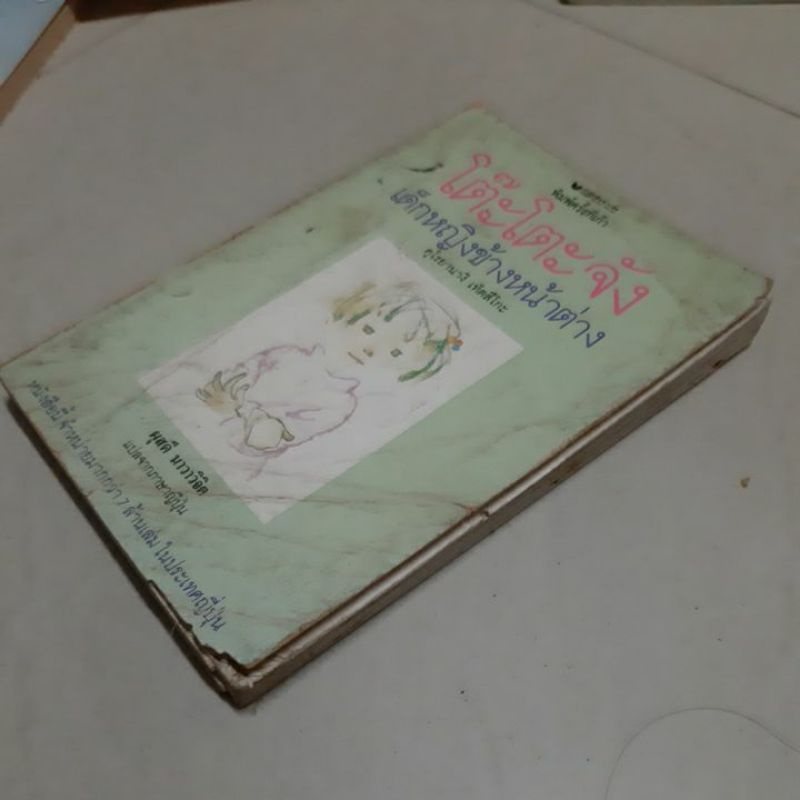 โต๊ะโตะจัง
เด็กหญิงข้างหน้าต่าง
คุโรยานางิ เท็ตสึโกะ
ผุสดี นาวาวิจิต
แปลจากภาษาญี่ปุ่น
หนังสือนี้จำหน่ายมากกว่า 7 ล้านเล่ม ในประเทศญี่ปุ่น